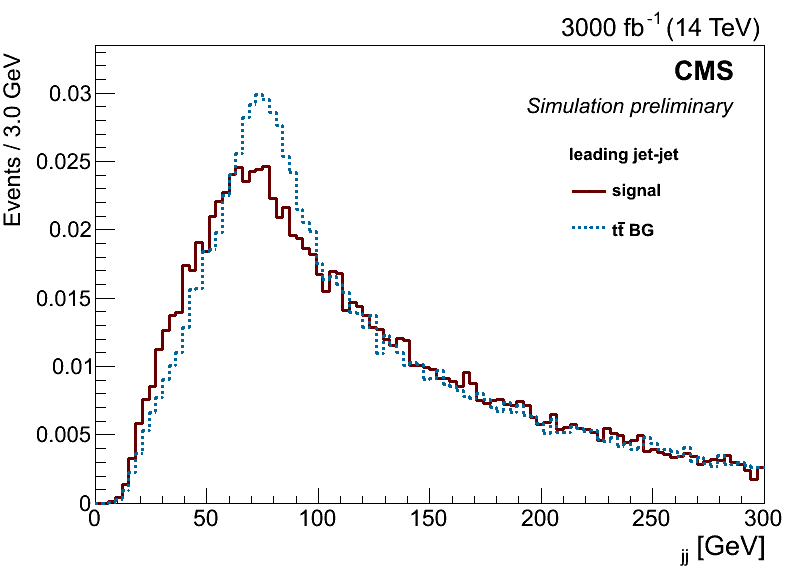 3000 fb-1 (14 TeV)
CMS
Simulation preliminary
leading jet-jet
signal
tt̄ BG
Events / 3.0 GeV
0.03
0.025
0.02
0.015
0.01
0.005
0
0 50 100 150 200 250 300
jj [GeV]